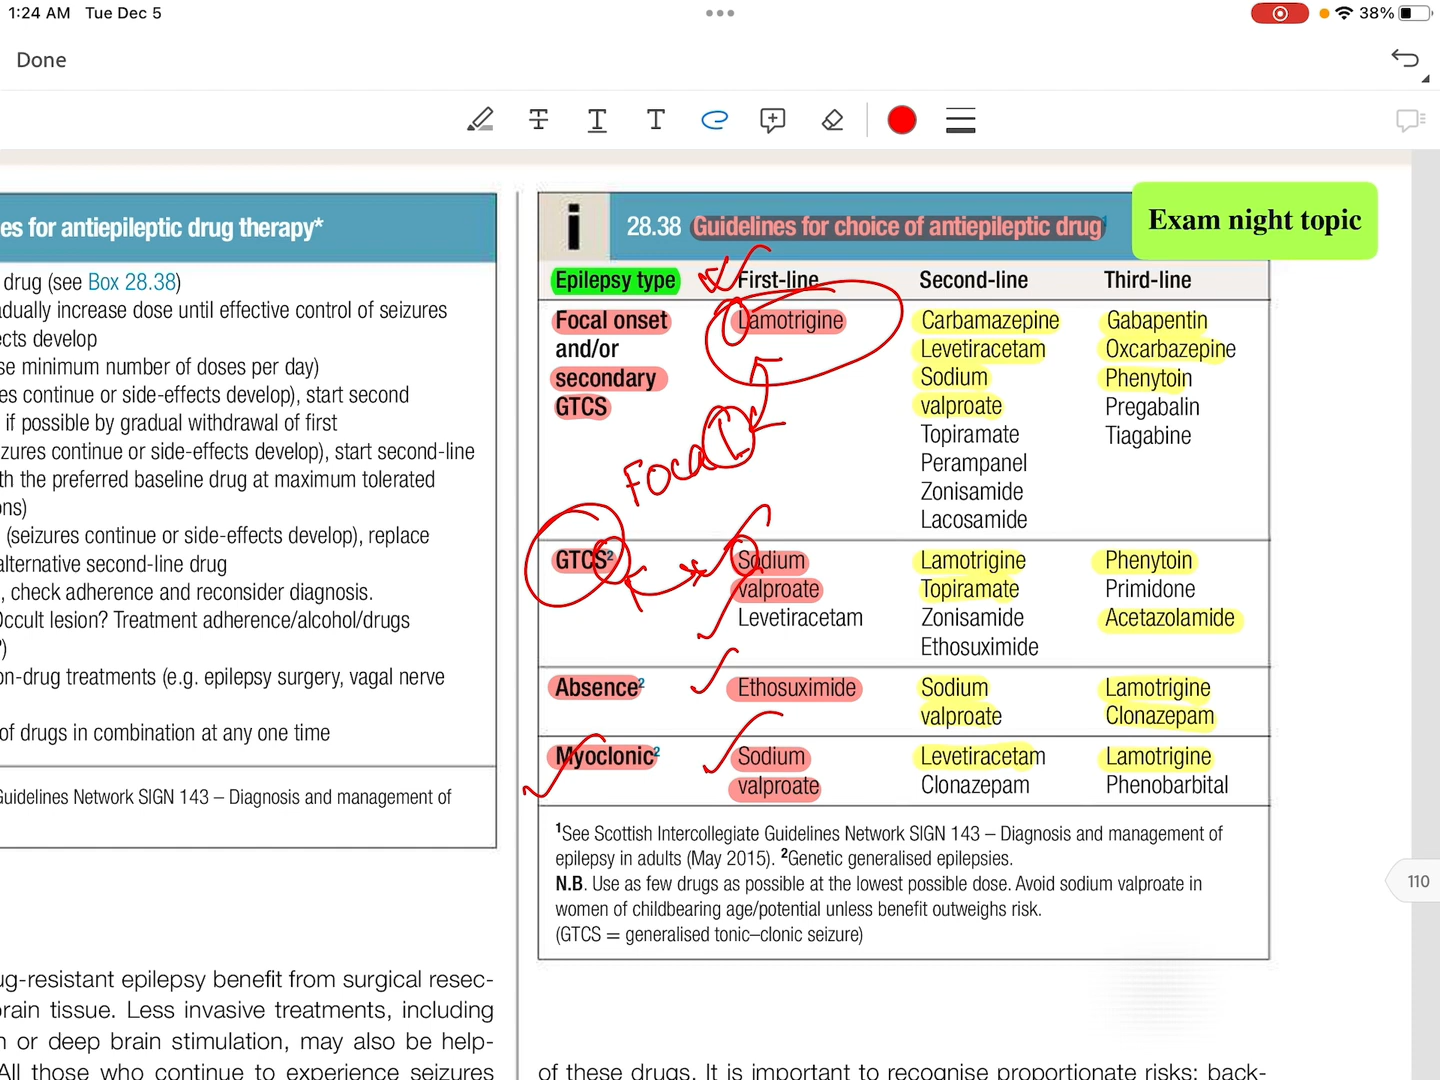 1:24 AM Tue Dec 5
38%
Done
es for antiepileptic drug therapy*
drug (see Box 28.38)
adually increase dose until effective control of seizures
ects develop
se minimum number of doses per day)
es continue or side-effects develop), start second
if possible by gradual withdrawal of first
izures continue or side-effects develop), start second-line
th the preferred baseline drug at maximum tolerated
ons)
(seizures continue or side-effects develop), replace
alternative second-line drug
, check adherence and reconsider diagnosis.
Occult lesion? Treatment adherence/alcohol/drugs
?)
on-drug treatments (e.g. epilepsy surgery, vagal nerve
of drugs in combination at any one time
Guidelines Network SIGN 143 – Diagnosis and management of
ug-resistant epilepsy benefit from surgical resec-
brain tissue. Less invasive treatments, including
n or deep brain stimulation, may also be help-
All those who continue to experience seizures
i 28.38 Guidelines for choice of antiepileptic drug1
Exam night topic
Epilepsy type First-line Second-line Third-line
Focal onset Lamotrigine Carbamazepine Gabapentin
and/or Levetiracetam Oxcarbazepine
secondary Sodium Phenytoin
GTCS valproate Pregabalin
Topiramate Tiagabine
Perampanel
Zonisamide
Lacosamide
Focal
GTCS2 Sodium Lamotrigine Phenytoin
valproate Topiramate Primidone
Levetiracetam Zonisamide Acetazolamide
Ethosuximide
Absence2 Ethosuximide Sodium Lamotrigine
valproate Clonazepam
Myoclonic2 Sodium Levetiracetam Lamotrigine
valproate Clonazepam Phenobarbital
1See Scottish Intercollegiate Guidelines Network SIGN 143 – Diagnosis and management of
epilepsy in adults (May 2015). 2Genetic generalised epilepsies.
N.B. Use as few drugs as possible at the lowest possible dose. Avoid sodium valproate in
women of childbearing age/potential unless benefit outweighs risk.
(GTCS = generalised tonic–clonic seizure)
110
of these drugs. It is important to recognise proportionate risks: back-